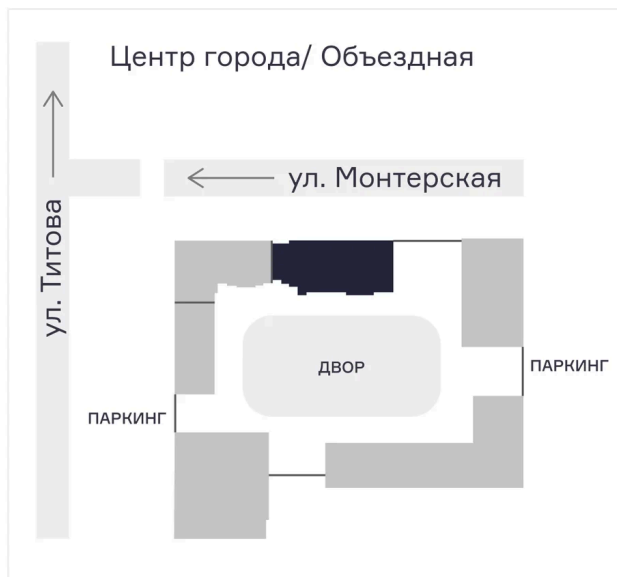 Центр города/ Объездная
ул. Монтерская
ул. Титова
ДВОР
ПАРКИНГ
ПАРКИНГ